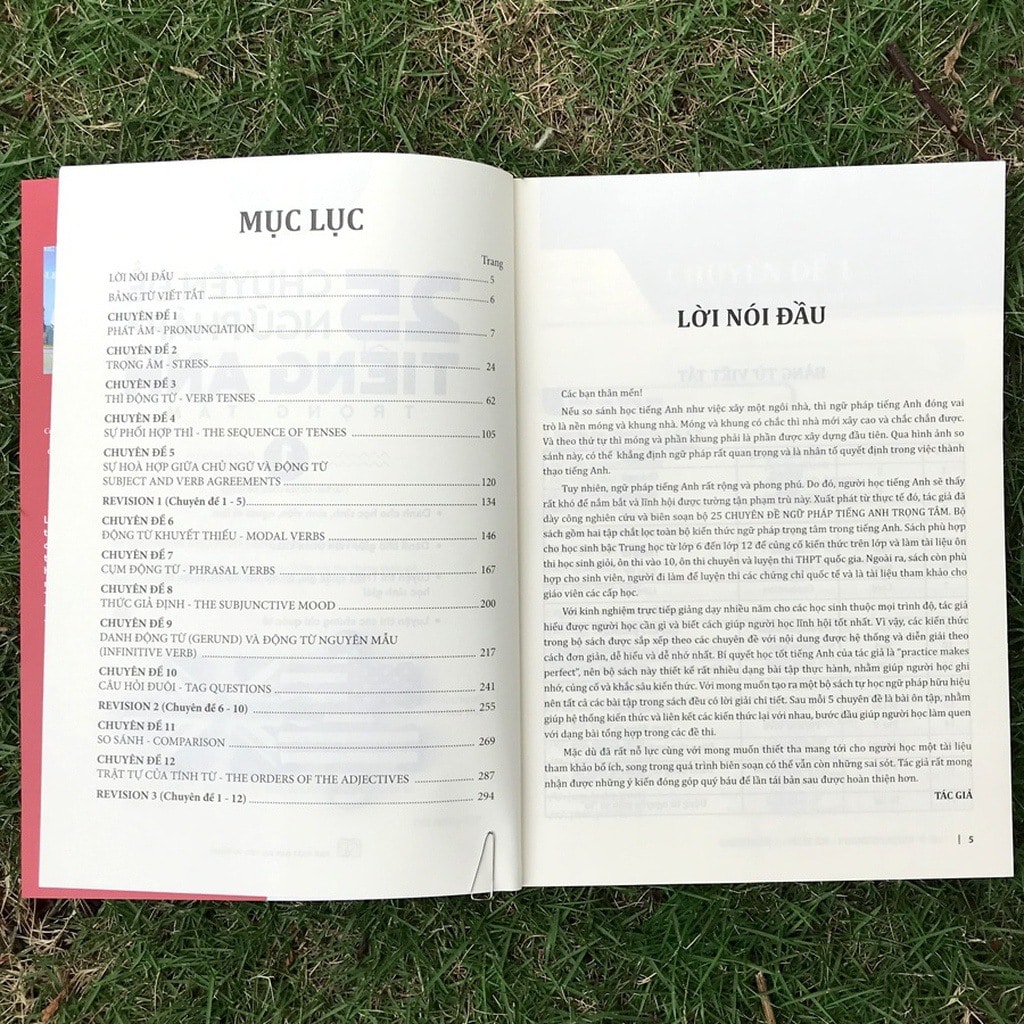 MỤC LỤC
Trang
LỜI NÓI ĐẦU 5
BẢNG TỪ VIẾT TẮT 6
CHUYÊN ĐỀ 1
PHÁT ÂM - PRONUNCIATION 7
CHUYÊN ĐỀ 2
TRỌNG ÂM - STRESS 24
CHUYÊN ĐỀ 3
THÌ ĐỘNG TỪ - VERB TENSES 62
CHUYÊN ĐỀ 4
SỰ PHỐI HỢP THÌ - THE SEQUENCE OF TENSES 105
CHUYÊN ĐỀ 5
SỰ HOÀ HỢP GIỮA CHỦ NGỮ VÀ ĐỘNG TỪ
SUBJECT AND VERB AGREEMENTS 120
REVISION 1 (Chuyên đề 1 - 5) 134
CHUYÊN ĐỀ 6
ĐỘNG TỪ KHUYẾT THIẾU - MODAL VERBS 146
CHUYÊN ĐỀ 7
CỤM ĐỘNG TỪ - PHRASAL VERBS 167
CHUYÊN ĐỀ 8
THỨC GIẢ ĐỊNH - THE SUBJUNCTIVE MOOD 200
CHUYÊN ĐỀ 9
DANH ĐỘNG TỪ (GERUND) VÀ ĐỘNG TỪ NGUYÊN MẪU
(INFINITIVE VERB) 217
CHUYÊN ĐỀ 10
CÂU HỎI ĐUÔI - TAG QUESTIONS 241
REVISION 2 (Chuyên đề 6 - 10) 255
CHUYÊN ĐỀ 11
SO SÁNH - COMPARISON 269
CHUYÊN ĐỀ 12
TRẬT TỰ CỦA TÍNH TỪ - THE ORDERS OF THE ADJECTIVES 287
REVISION 3 (Chuyên đề 1 - 12) 294
LỜI NÓI ĐẦU
Các bạn thân mến!
Nếu so sánh học tiếng Anh như việc xây một ngôi nhà, thì ngữ pháp tiếng Anh đóng vai
trò là nền móng và khung nhà. Móng và khung có chắc thì nhà mới xây cao và chắc chắn được.
Và theo thứ tự thì móng và phần khung phải là phần được xây dựng đầu tiên. Qua hình ảnh so
sánh này, có thể khẳng định ngữ pháp rất quan trọng và là nhân tố quyết định trong việc thành
thạo tiếng Anh.
Tuy nhiên, ngữ pháp tiếng Anh rất rộng và phong phú. Do đó, người học tiếng Anh sẽ thấy
rất khó để nắm bắt và lĩnh hội được tường tận phạm trù này. Xuất phát từ thực tế đó, tác giả đã
dày công nghiên cứu và biên soạn bộ 25 CHUYÊN ĐỀ NGỮ PHÁP TIẾNG ANH TRỌNG TÂM. Bộ
sách gồm hai tập chắt lọc toàn bộ kiến thức ngữ pháp trọng tâm trong tiếng Anh. Sách phù hợp
cho học sinh bậc Trung học từ lớp 6 đến lớp 12 để củng cố kiến thức trên lớp và làm tài liệu ôn
thi học sinh giỏi, ôn thi vào 10, ôn thi chuyên và luyện thi THPT quốc gia. Ngoài ra, sách còn phù
hợp cho sinh viên, người đi làm để luyện thi các chứng chỉ quốc tế và là tài liệu tham khảo cho
giáo viên các cấp học.
Với kinh nghiệm trực tiếp giảng dạy nhiều năm cho các học sinh thuộc mọi trình độ, tác giả
hiểu được người học cần gì và biết cách giúp người học lĩnh hội tốt nhất. Vì vậy, các kiến thức
trong bộ sách được sắp xếp theo các chuyên đề với nội dung được hệ thống và diễn giải theo
cách đơn giản, dễ hiểu và dễ nhớ nhất. Bí quyết học tốt tiếng Anh của tác giả là "practice makes
perfect", nên bộ sách này thiết kế rất nhiều dạng bài tập thực hành, nhằm giúp người học ghi
nhớ, củng cố và khắc sâu kiến thức. Với mong muốn tạo ra một bộ sách tự học ngữ pháp hữu hiệu
nên tất cả các bài tập trong sách đều có lời giải chi tiết. Sau mỗi 5 chuyên đề là bài ôn tập, nhằm
giúp hệ thống kiến thức và liên kết các kiến thức lại với nhau, bước đầu giúp người học làm quen
với dạng bài tổng hợp trong các đề thi.
Mặc dù đã rất nỗ lực cùng với mong muốn thiết tha mang tới cho người học một tài liệu
tham khảo bổ ích, song trong quá trình biên soạn có thể vẫn còn những sai sót. Tác giả rất mong
nhận được những ý kiến đóng góp quý báu để lần tái bản sau được hoàn thiện hơn.
TÁC GIẢ
| 5